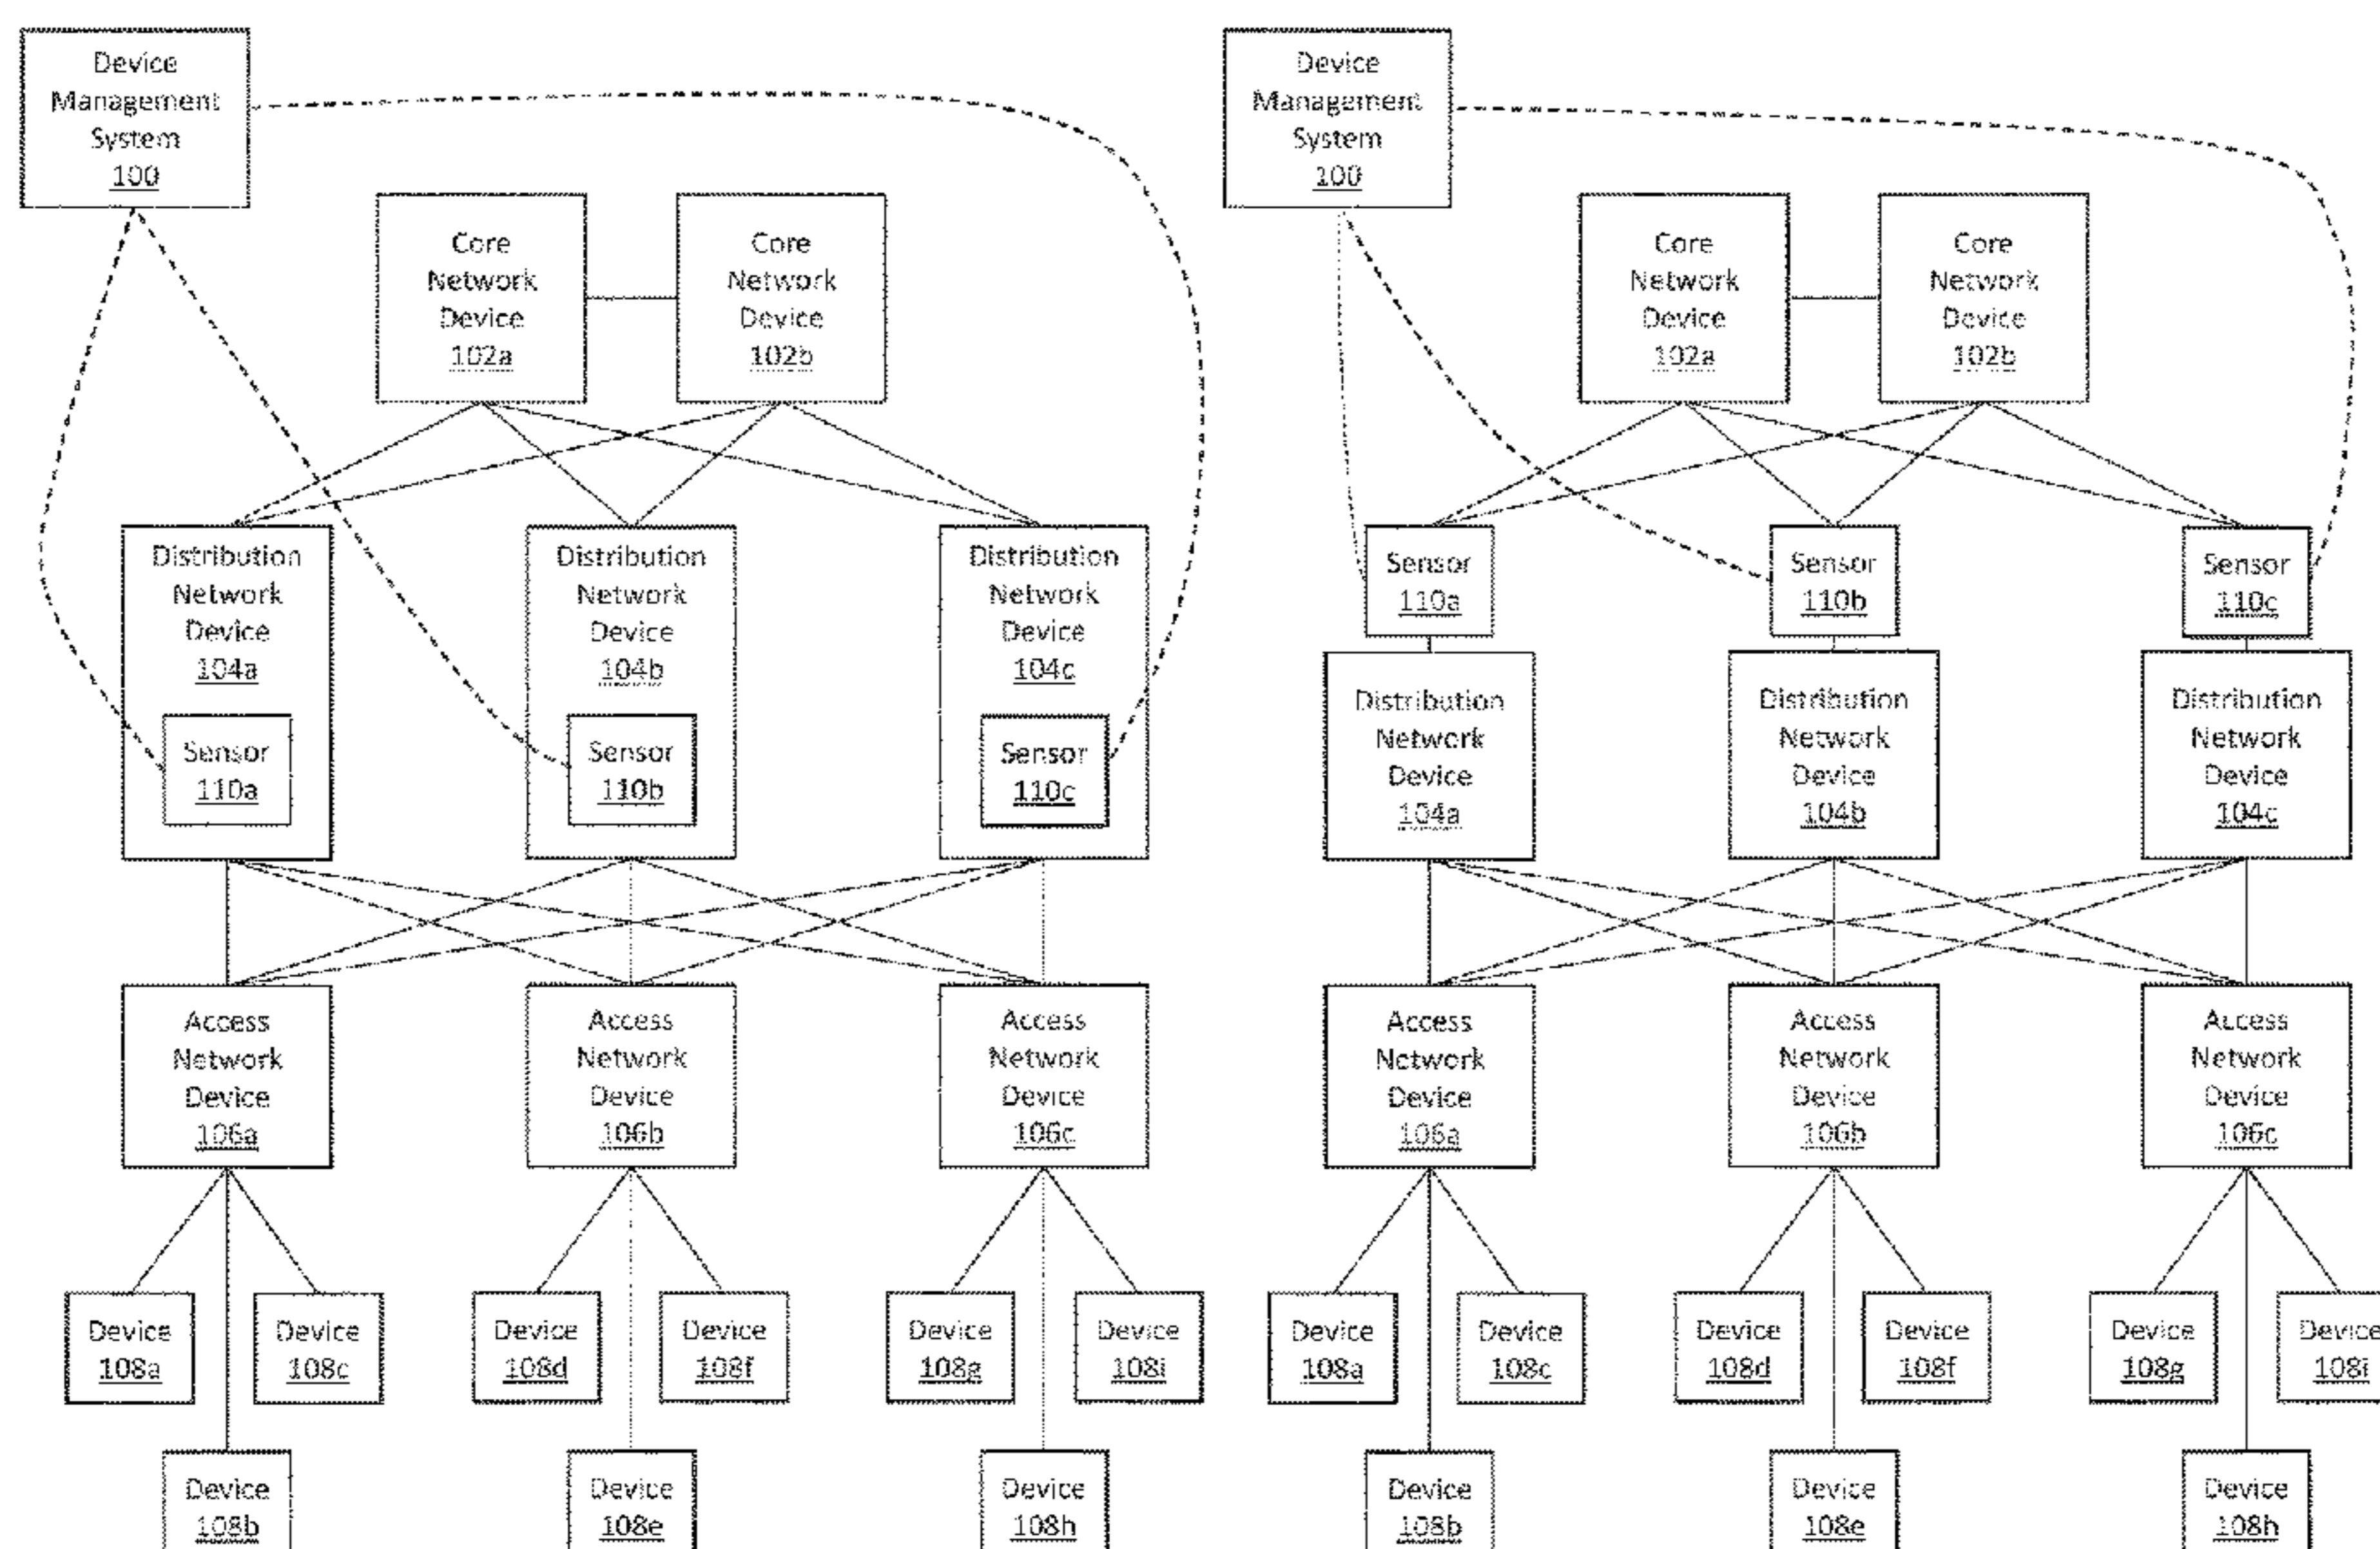 Device
Management
System
100
Core
Network
Device
102a
Core
Network
Device
102b
Distribution
Network
Device
104a
Sensor
110a
Distribution
Network
Device
104b
Sensor
110b
Distribution
Network
Device
104c
Sensor
110c
Access
Network
Device
106a
Access
Network
Device
106b
Access
Network
Device
106c
Device
108a
Device
108c
Device
108d
Device
108f
Device
108g
Device
108i
Device
108b
Device
108e
Device
108h
Device
Management
System
100
Core
Network
Device
102a
Core
Network
Device
102b
Sensor
110a
Sensor
110b
Sensor
110c
Distribution
Network
Device
104a
Distribution
Network
Device
104b
Distribution
Network
Device
104c
Access
Network
Device
106a
Access
Network
Device
106b
Access
Network
Device
106c
Device
108a
Device
108c
Device
108d
Device
108f
Device
108g
Device
108i
Device
108b
Device
108e
Device
108h